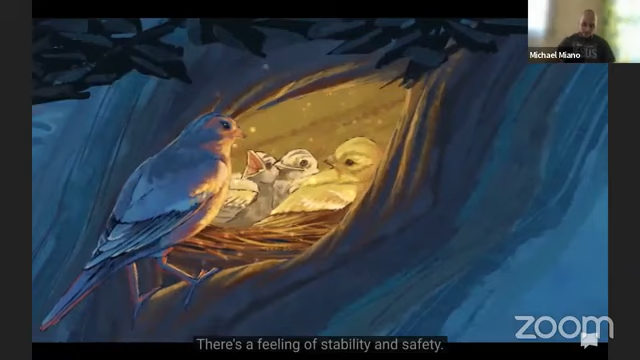 Michael Miano
There's a feeling of stability and safety.
zoom